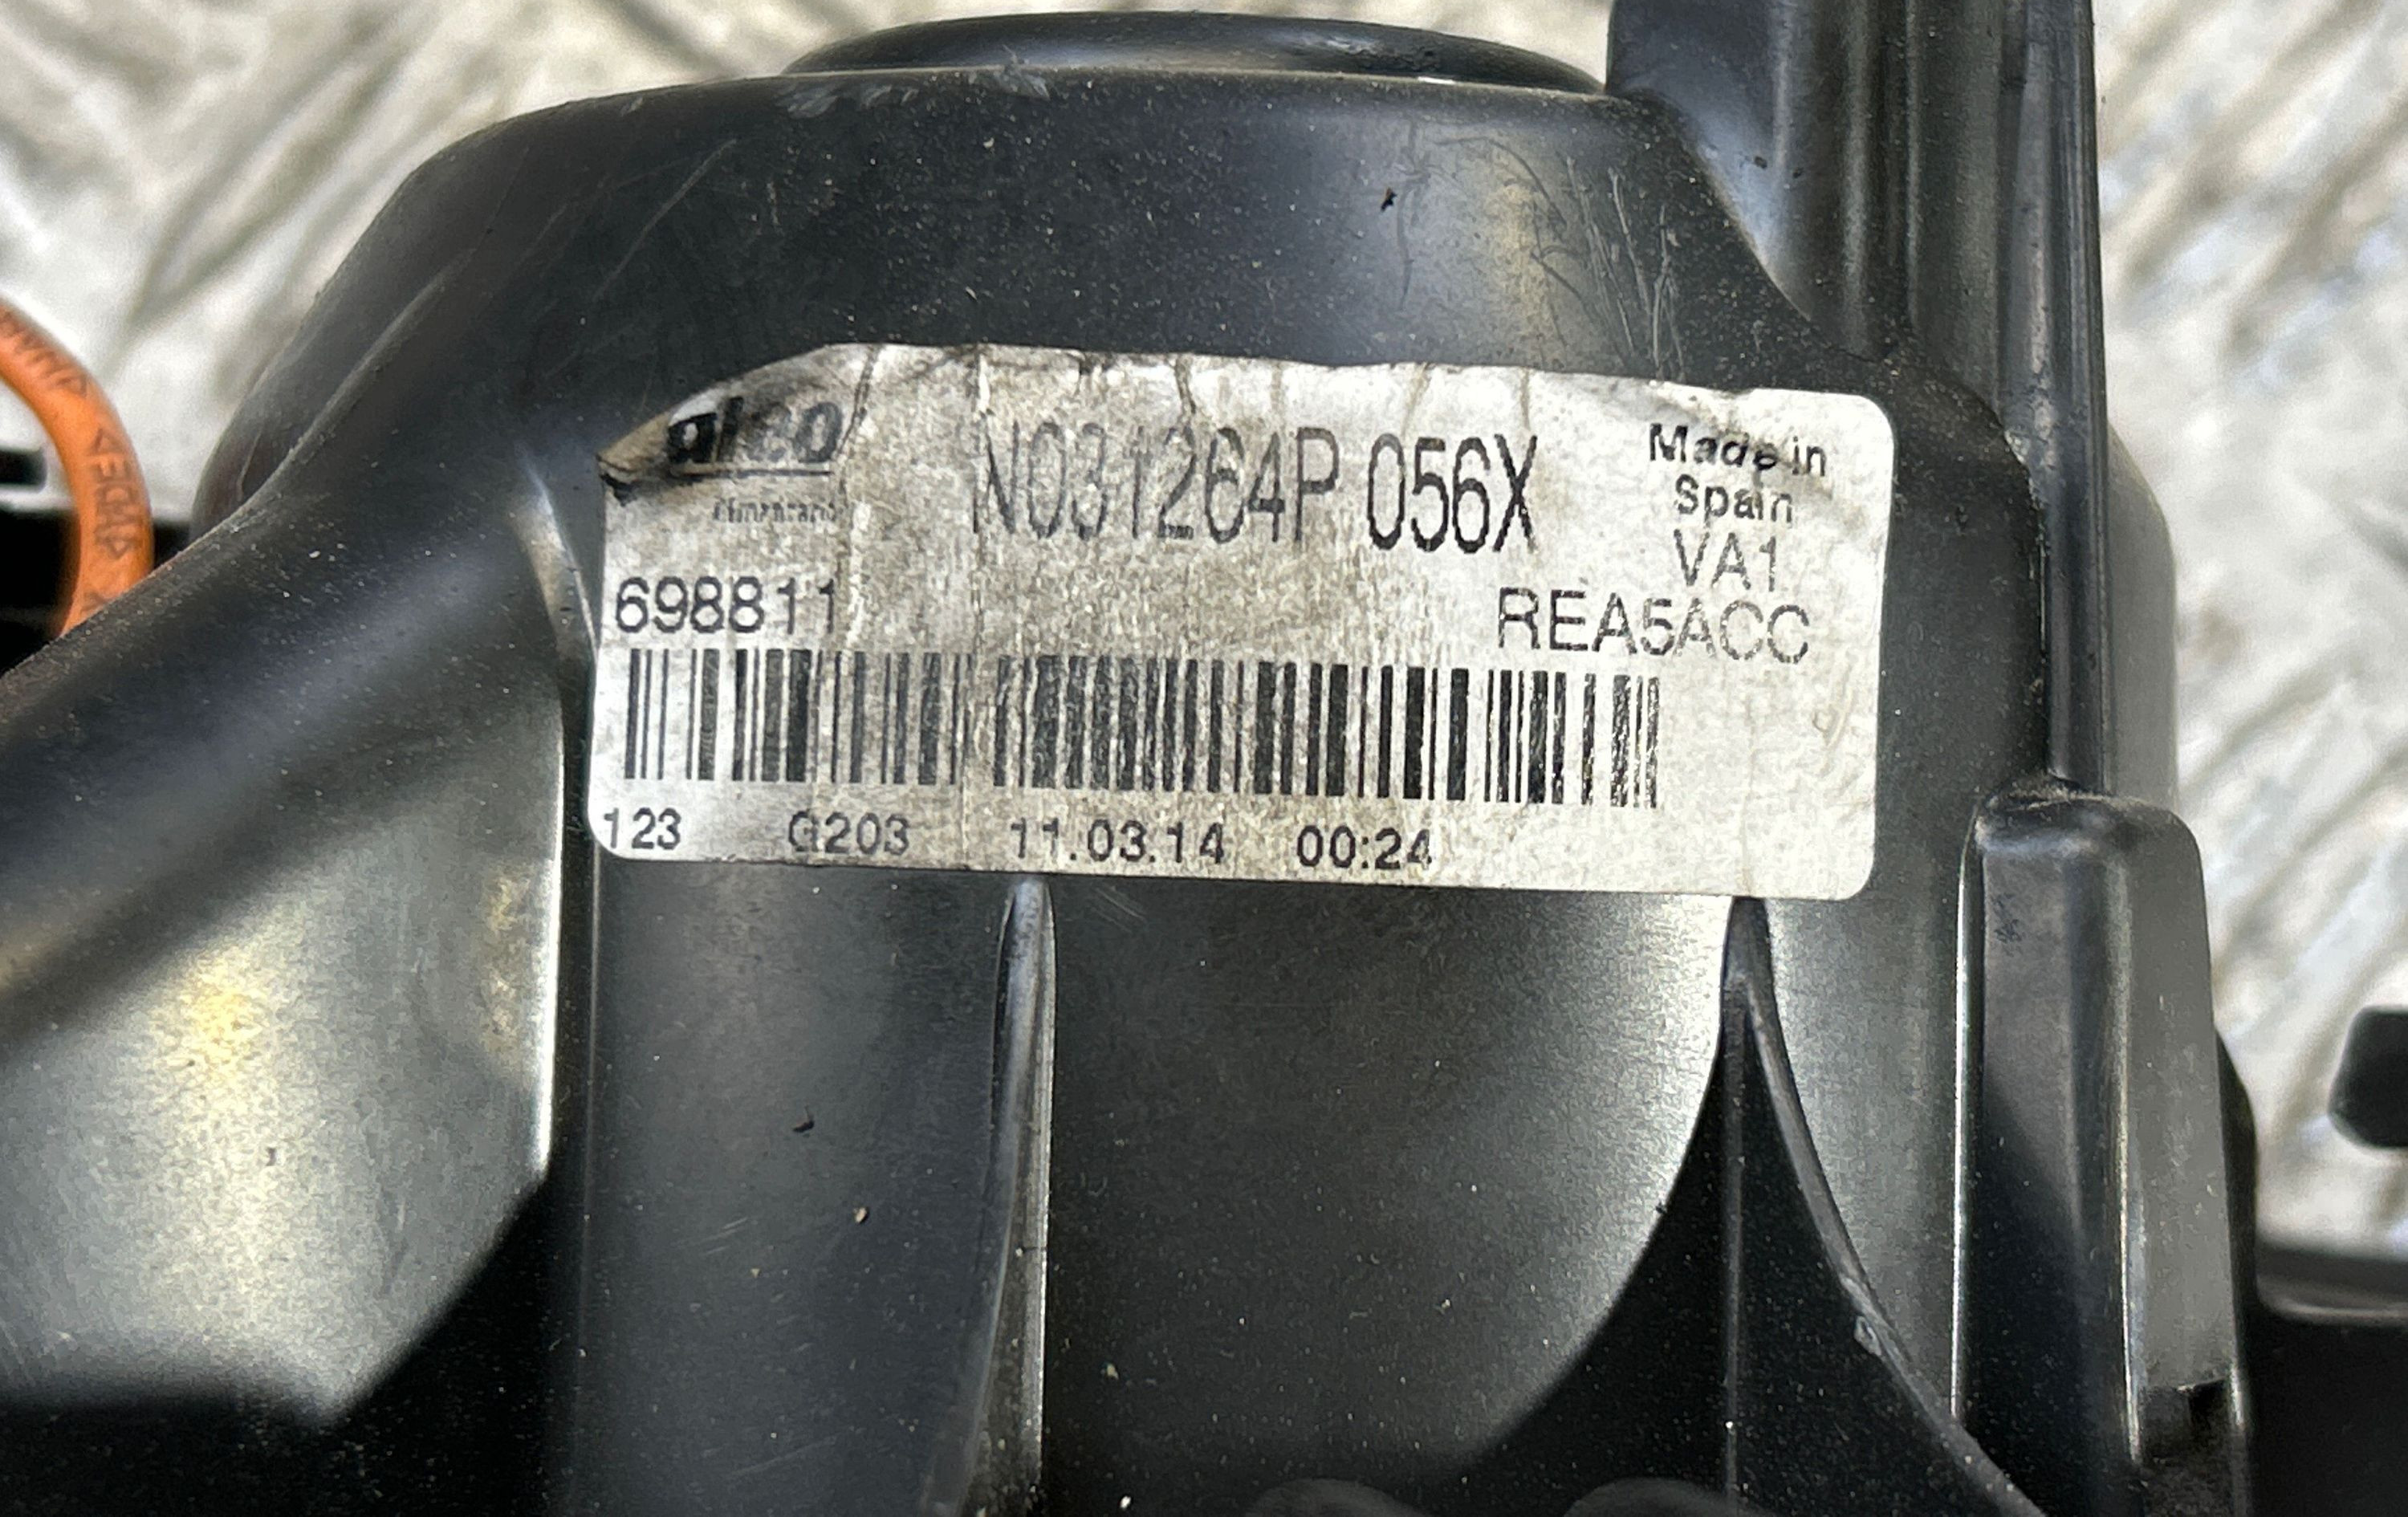 N031264P 056X
Made in
Spain
VA1
698811
REA5ACC
123 G203 11.03.14 00:24